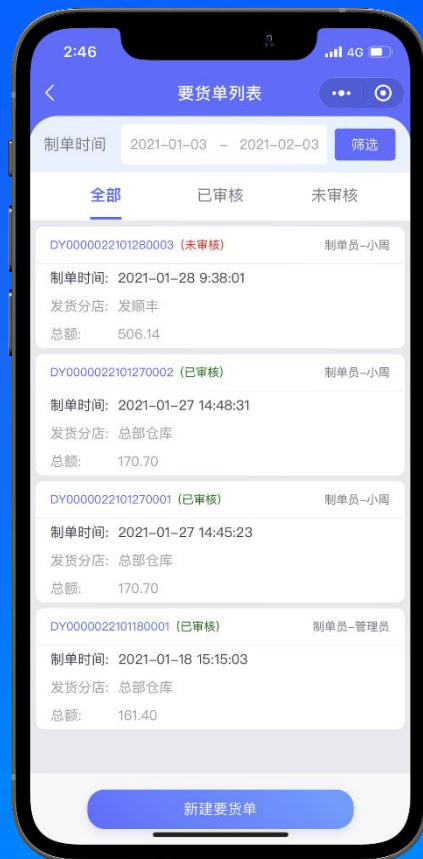 2:46 4G
要货单列表
制单时间 2021-01-03 - 2021-02-03 筛选
全部 已审核 未审核
DY0000022101280003 (未审核) 制单员-小周
制单时间: 2021-01-28 9:38:01
发货分店: 发顺丰
总额: 506.14
DY0000022101270002 (已审核) 制单员-小周
制单时间: 2021-01-27 14:48:31
发货分店: 总部仓库
总额: 170.70
DY0000022101270001 (已审核) 制单员-小周
制单时间: 2021-01-27 14:45:23
发货分店: 总部仓库
总额: 170.70
DY0000022101180001 (已审核) 制单员-管理员
制单时间: 2021-01-18 15:15:03
发货分店: 总部仓库
总额: 161.40
新建要货单